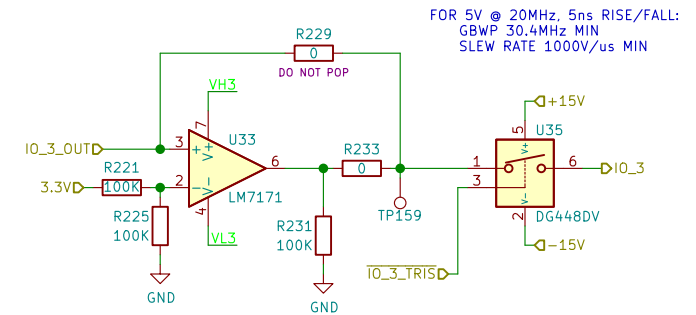 FOR 5V @ 20MHz, 5ns RISE/FALL:
GBWP 30.4MHz MIN
SLEW RATE 1000V/us MIN
R229
0
DO NOT POP
VH3
+15V
7
U33
5
U35
V+
IO_3_OUT
3
+
V+
R233
6
0
1
6
IO_3
R221
3.3V
100K
2
-
V-
3
LM7171
4
V-
R225
100K
R231
100K
TP159
2
DG448DV
VL3
-15V
IO_3_TRIS
GND
GND